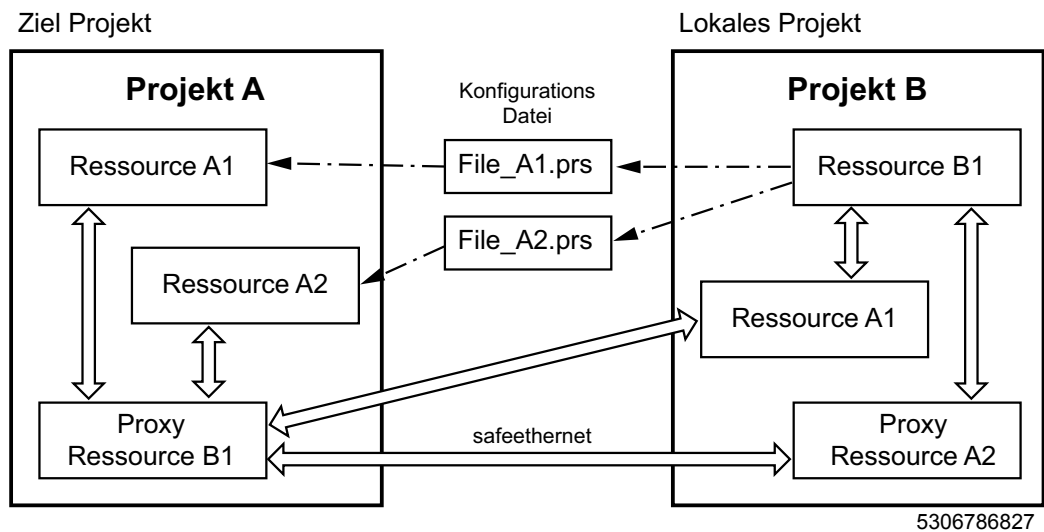 Ziel Projekt
Lokales Projekt
Projekt A
Konfigurations
Datei
Projekt B
Ressource A1
File_A1.prs
Ressource B1
File_A2.prs
Ressource A2
Ressource A1
Proxy
Ressource B1
safeethernet
Proxy
Ressource A2
5306786827